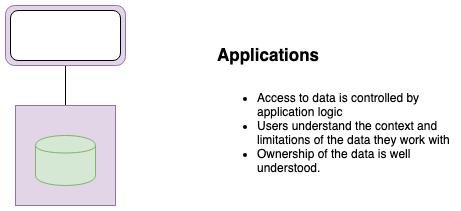 Applications
• Access to data is controlled by
application logic
• Users understand the context and
limitations of the data they work with
• Ownership of the data is well
understood.